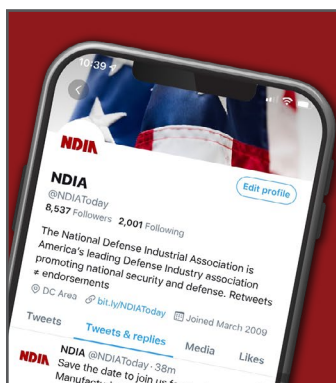 10:39
NDIA
Edit profile
NDIA
@NDIAToday
8,537 Followers 2,001 Following
The National Defense Industrial Association is
America's leading Defense Industry association
promoting national security and defense. Retweets
≠ endorsements
DC Area bit.ly/NDIAToday Joined March 2009
Tweets Tweets & replies Media Likes
NDIA
NDIA @NDIAToday · 38m
Save the date to join us